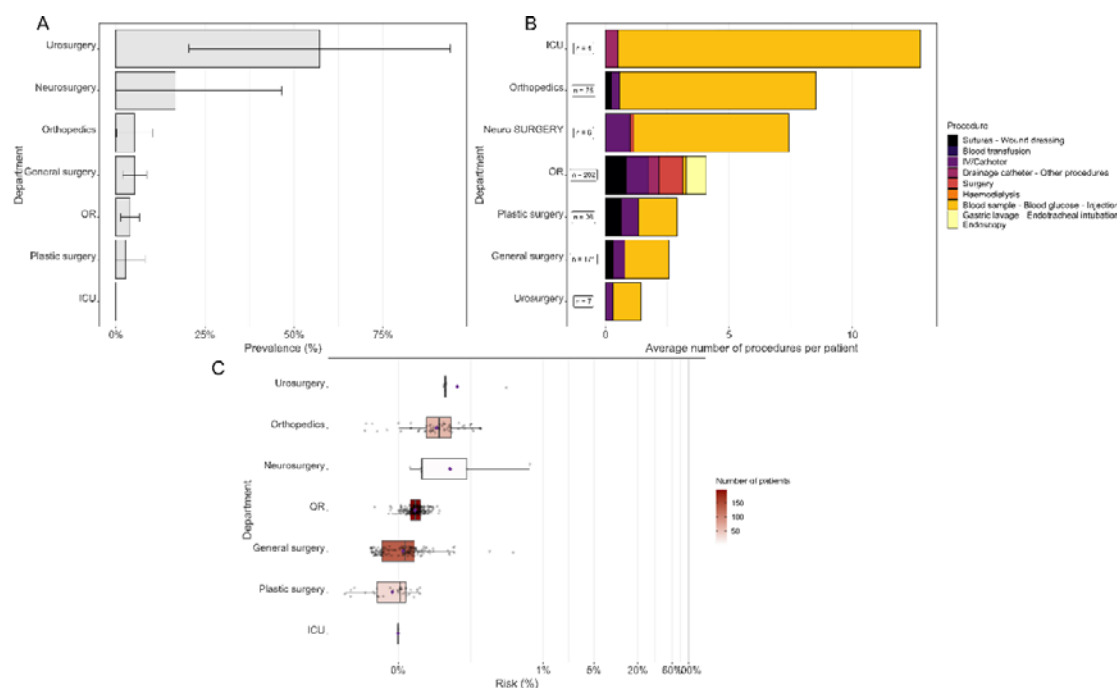 A
Urosurgery
Neurosurgery
Orthopedics
General surgery
OR
Plastic surgery
ICU
Department
0%
25%
50%
75%
Prevalence (%)
B
ICU
Orthopedics
Neuro SURGERY
OR
Plastic surgery
General surgery
Urosurgery
Department
n = 75
n = 262
n = 7
0
5
10
Average number of procedures per patient
Procedure
Sutures - Wound dressing
Blood transfusion
IV/Catheter
Drainage catheter - Other procedures
Surgery
Haemodialysis
Blood sample - Blood glucose - Injection
Gastric lavage Endotracheal intubation
Endoscopy
C
Urosurgery
Orthopedics
Neurosurgery
OR
General surgery
Plastic surgery
ICU
Department
0%
1%
5%
20%
Risk (%)
Number of patients
150
100
50